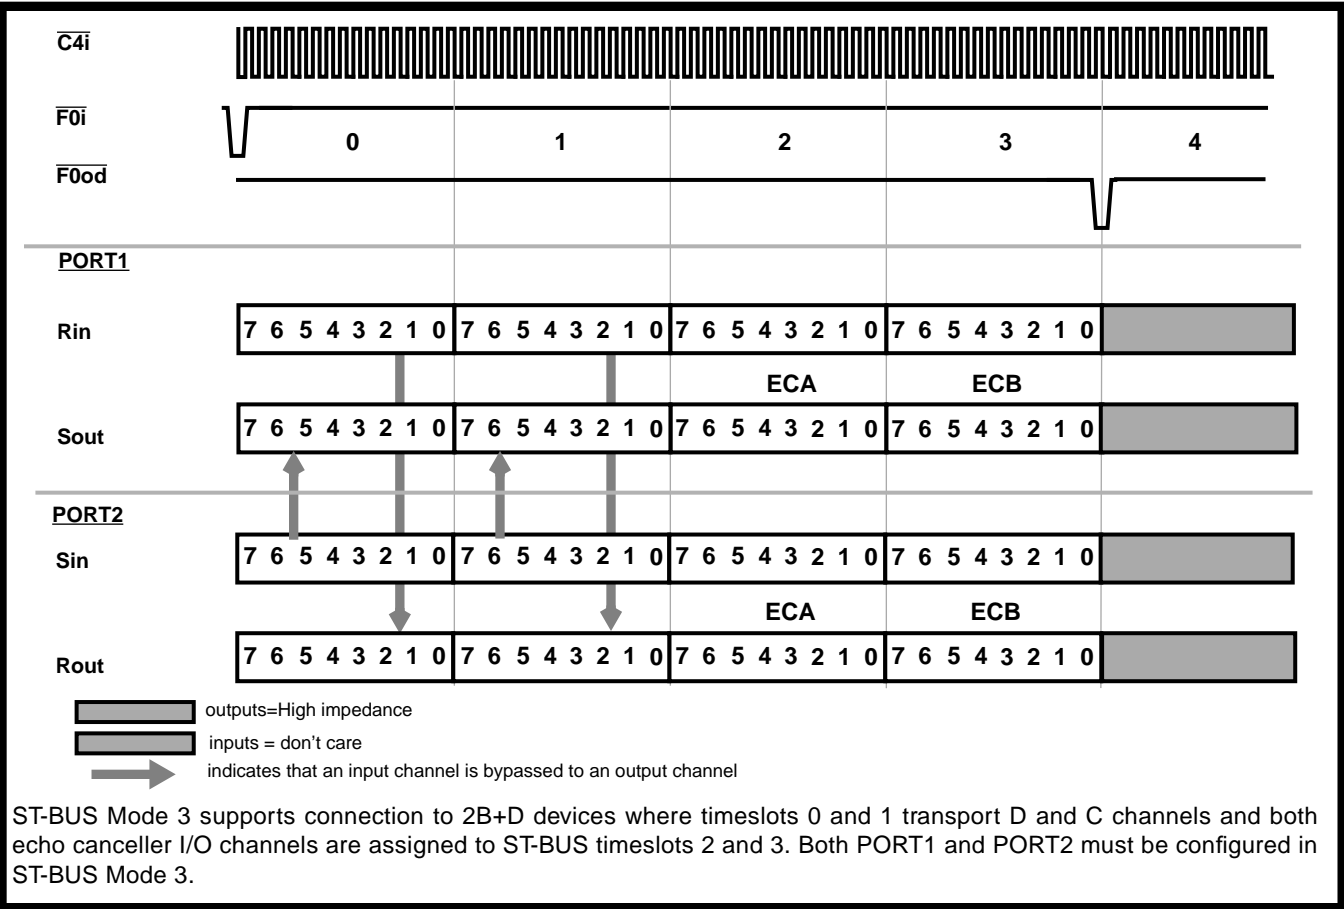 C4i
F0i
0 1 2 3 4
F0od
PORT1
Rin
7 6 5 4 3 2 1 0 7 6 5 4 3 2 1 0 7 6 5 4 3 2 1 0 7 6 5 4 3 2 1 0
ECA ECB
Sout
7 6 5 4 3 2 1 0 7 6 5 4 3 2 1 0 7 6 5 4 3 2 1 0 7 6 5 4 3 2 1 0
PORT2
Sin
7 6 5 4 3 2 1 0 7 6 5 4 3 2 1 0 7 6 5 4 3 2 1 0 7 6 5 4 3 2 1 0
ECA ECB
Rout
7 6 5 4 3 2 1 0 7 6 5 4 3 2 1 0 7 6 5 4 3 2 1 0 7 6 5 4 3 2 1 0
outputs=High impedance
inputs = don't care
indicates that an input channel is bypassed to an output channel
ST-BUS Mode 3 supports connection to 2B+D devices where timeslots 0 and 1 transport D and C channels and both
echo canceller I/O channels are assigned to ST-BUS timeslots 2 and 3. Both PORT1 and PORT2 must be configured in
ST-BUS Mode 3.